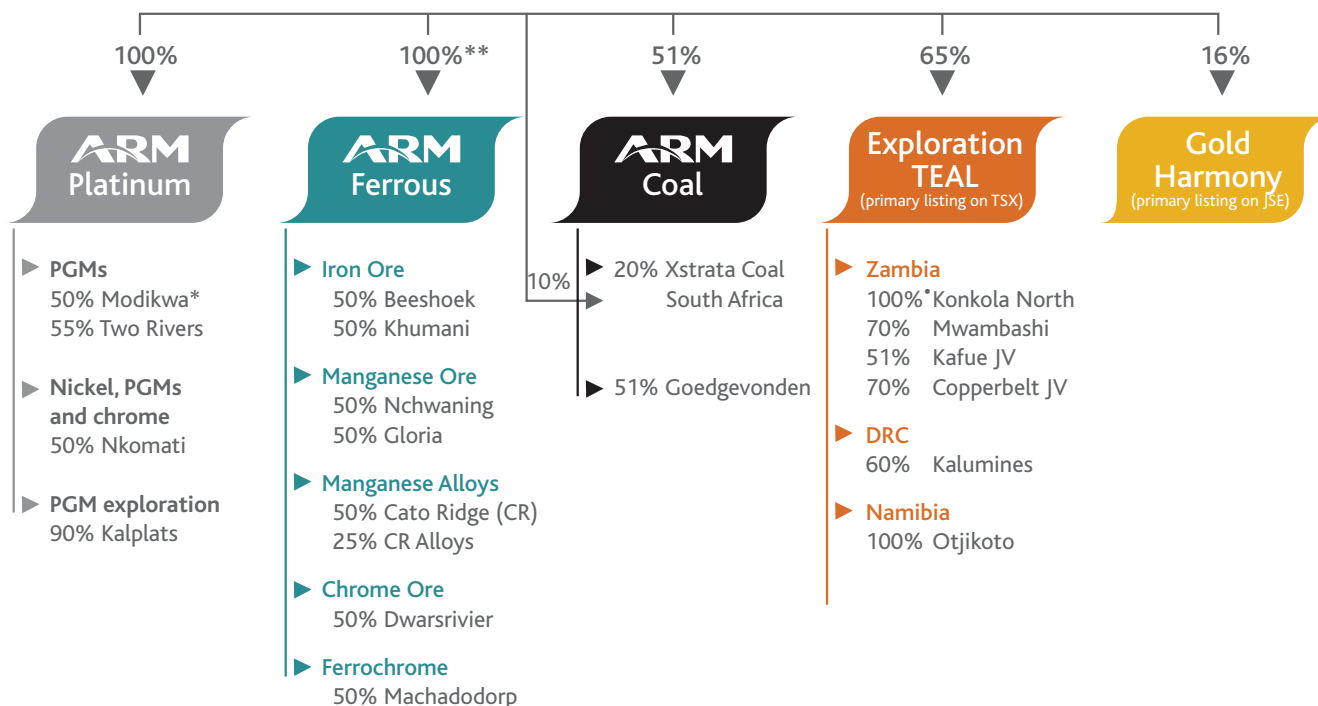 100%
100%**
51%
65%
16%
ARM
Platinum
PGMs
50% Modikwa*
55% Two Rivers
Nickel, PGMs
and chrome
50% Nkomati
PGM exploration
90% Kalplats
ARM
Ferrous
Iron Ore
50% Beeshoek
50% Khumani
Manganese Ore
50% Nchwaning
50% Gloria
Manganese Alloys
50% Cato Ridge (CR)
25% CR Alloys
Chrome Ore
50% Dwarsrivier
Ferrochrome
50% Machadodorp
ARM
Coal
10%
20% Xstrata Coal
South Africa
51% Goedgevonden
Exploration
TEAL
(primary listing on TSX)
Zambia
100%• Konkola North
70% Mwambashi
51% Kafue JV
70% Copperbelt JV
DRC
60% Kalumines
Namibia
100% Otjikoto
Gold
Harmony
(primary listing on JSE)